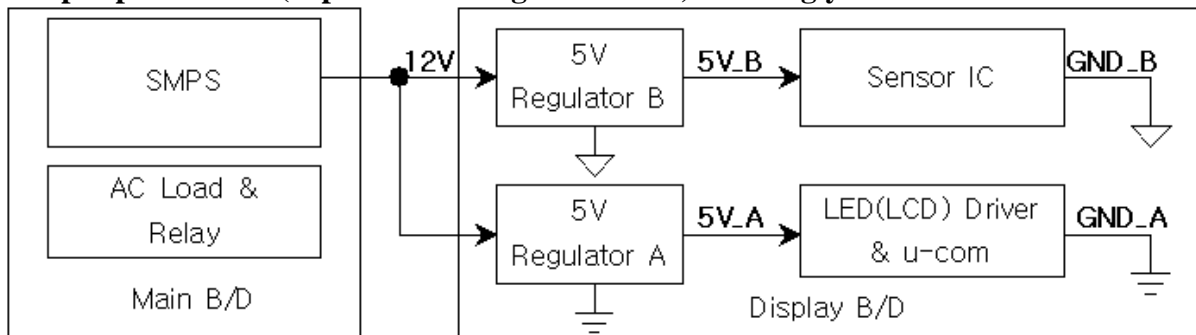 SMPS
AC Load &
Relay
Main B/D
12V
5V
Regulator B
5V_B
Sensor IC
GND_B
5V
Regulator A
5V_A
LED(LCD) Driver
& u-com
GND_A
Display B/D